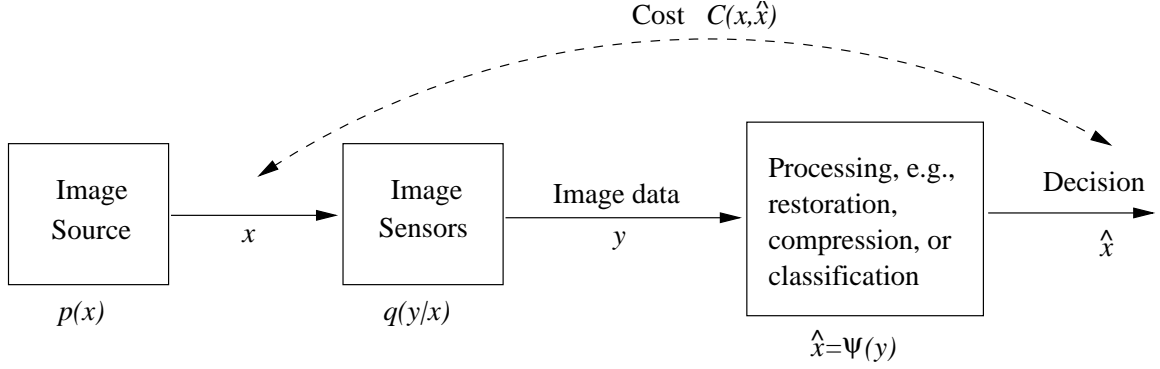 Cost C(x,x̂)
Image
Source
x
p(x)
Image
Sensors
q(y/x)
Image data
y
Processing, e.g.,
restoration,
compression, or
classification
x̂=Ψ(y)
Decision
x̂